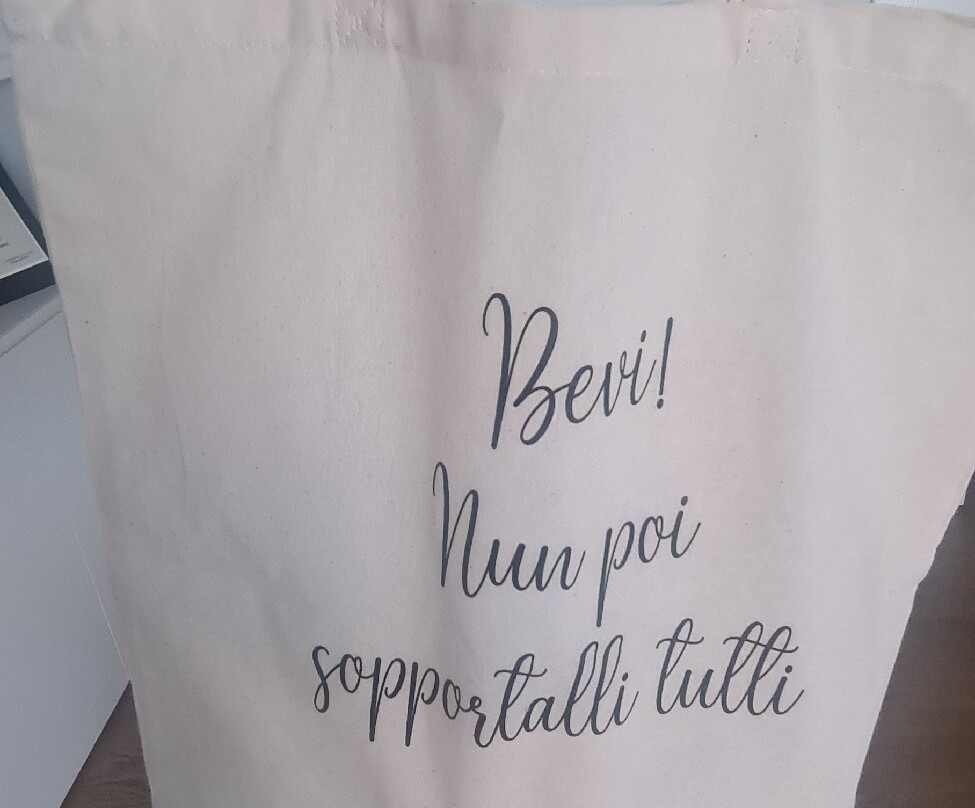 Bevi!
Nun poi
sopportalli tutti